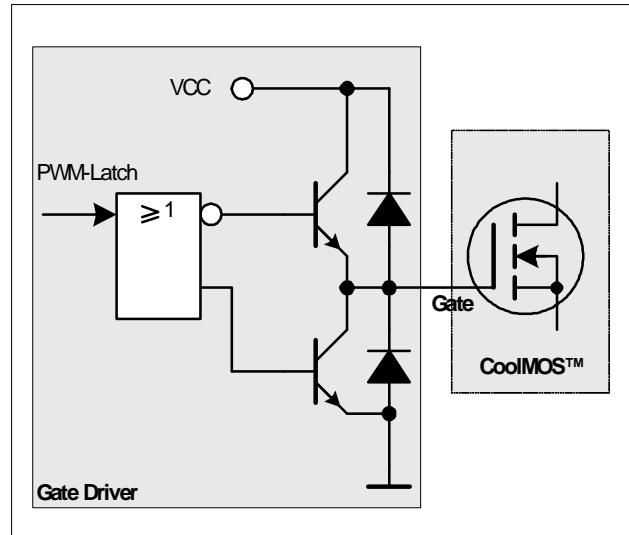 VCC
PWM-Latch
≥1
Gate
CoolMOS™
Gate Driver